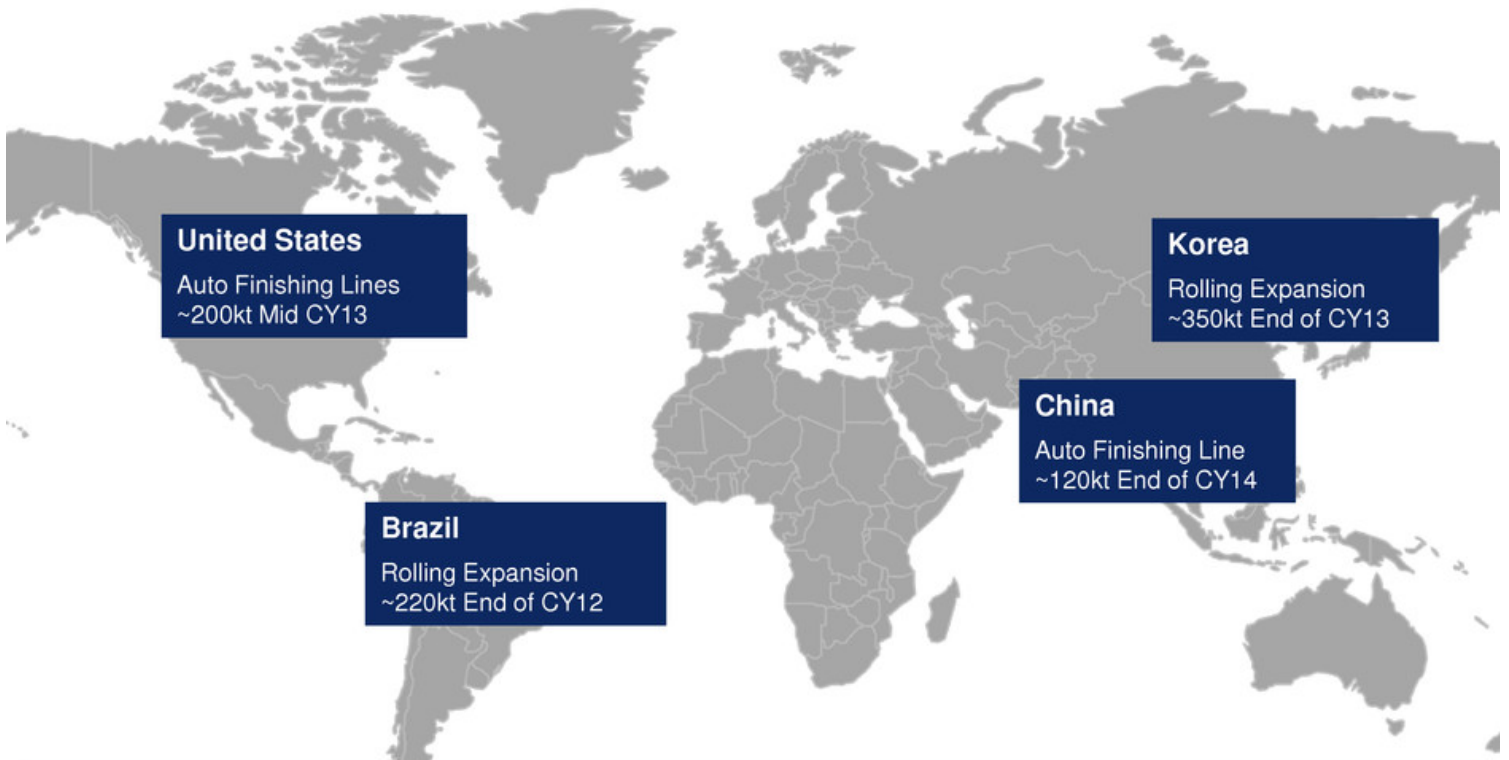 United States
Auto Finishing Lines
~200kt Mid CY13
Korea
Rolling Expansion
~350kt End of CY13
China
Auto Finishing Line
~120kt End of CY14
Brazil
Rolling Expansion
~220kt End of CY12